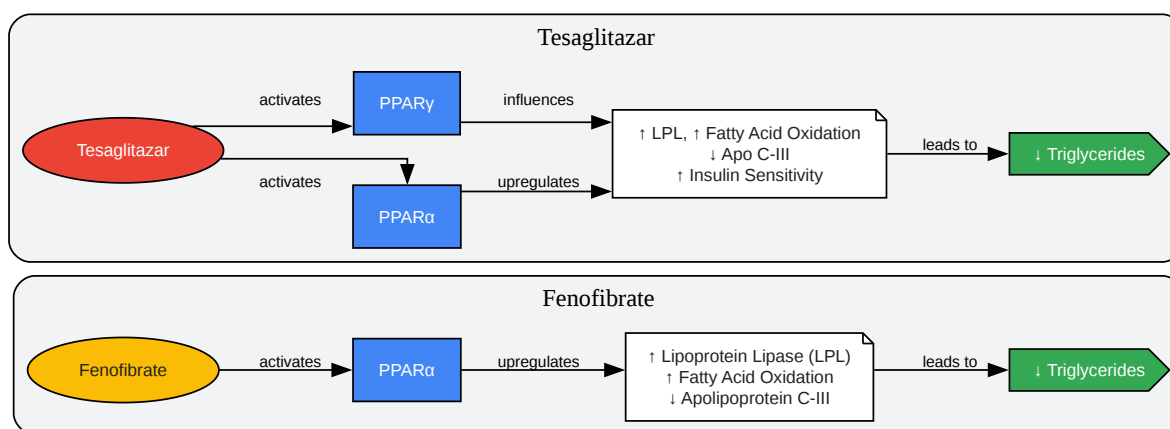 Tesaglitazar
Tesaglitazar
activates
PPARγ
influences
activates
PPARα
upregulates
↑ LPL, ↑ Fatty Acid Oxidation
↓ Apo C-III
↑ Insulin Sensitivity
leads to
↓ Triglycerides
Fenofibrate
Fenofibrate
activates
PPARα
upregulates
↑ Lipoprotein Lipase (LPL)
↑ Fatty Acid Oxidation
↓ Apolipoprotein C-III
leads to
↓ Triglycerides